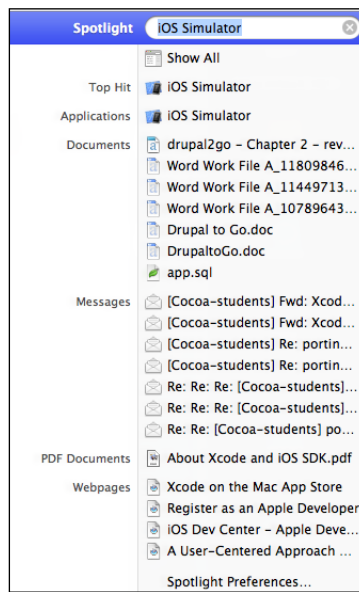 Spotlight iOS Simulator
Show All
Top Hit iOS Simulator
Applications iOS Simulator
Documents drupal2go – Chapter 2 – rev...
Word Work File A_11809846...
Word Work File A_11449713...
Word Work File A_10789643...
Drupal to Go.doc
DrupaltoGo.doc
app.sql
Messages [Cocoa-students] Fwd: Xcod...
[Cocoa-students] Fwd: Xcod...
[Cocoa-students] Re: portin...
[Cocoa-students] Re: portin...
Re: Re: Re: [Cocoa-students]...
Re: Re: Re: [Cocoa-students]...
Re: Re: [Cocoa-students] po...
PDF Documents About Xcode and iOS SDK.pdf
Webpages Xcode on the Mac App Store
Register as an Apple Developer
iOS Dev Center – Apple Deve...
A User-Centered Approach ...
Spotlight Preferences...